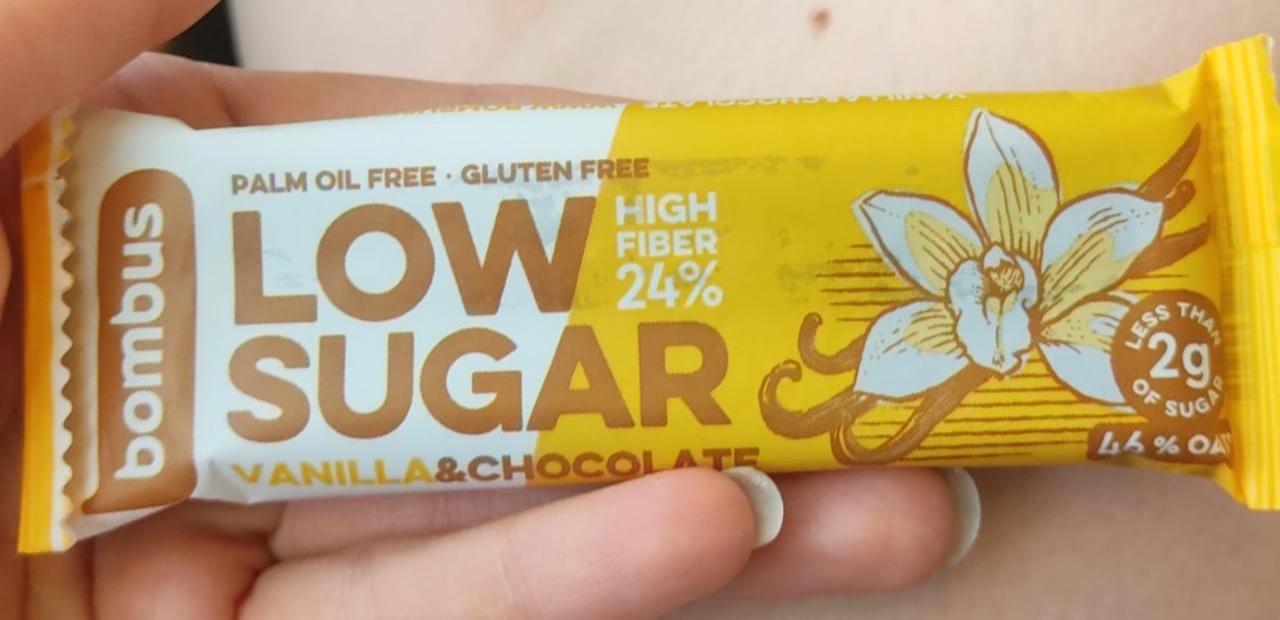 bombus
PALM OIL FREE · GLUTEN FREE
LOW
SUGAR
HIGH
FIBER
24%
VANILLA&CHOCOLATE
LESS THAN
2g
OF SUGAR
46 % OA